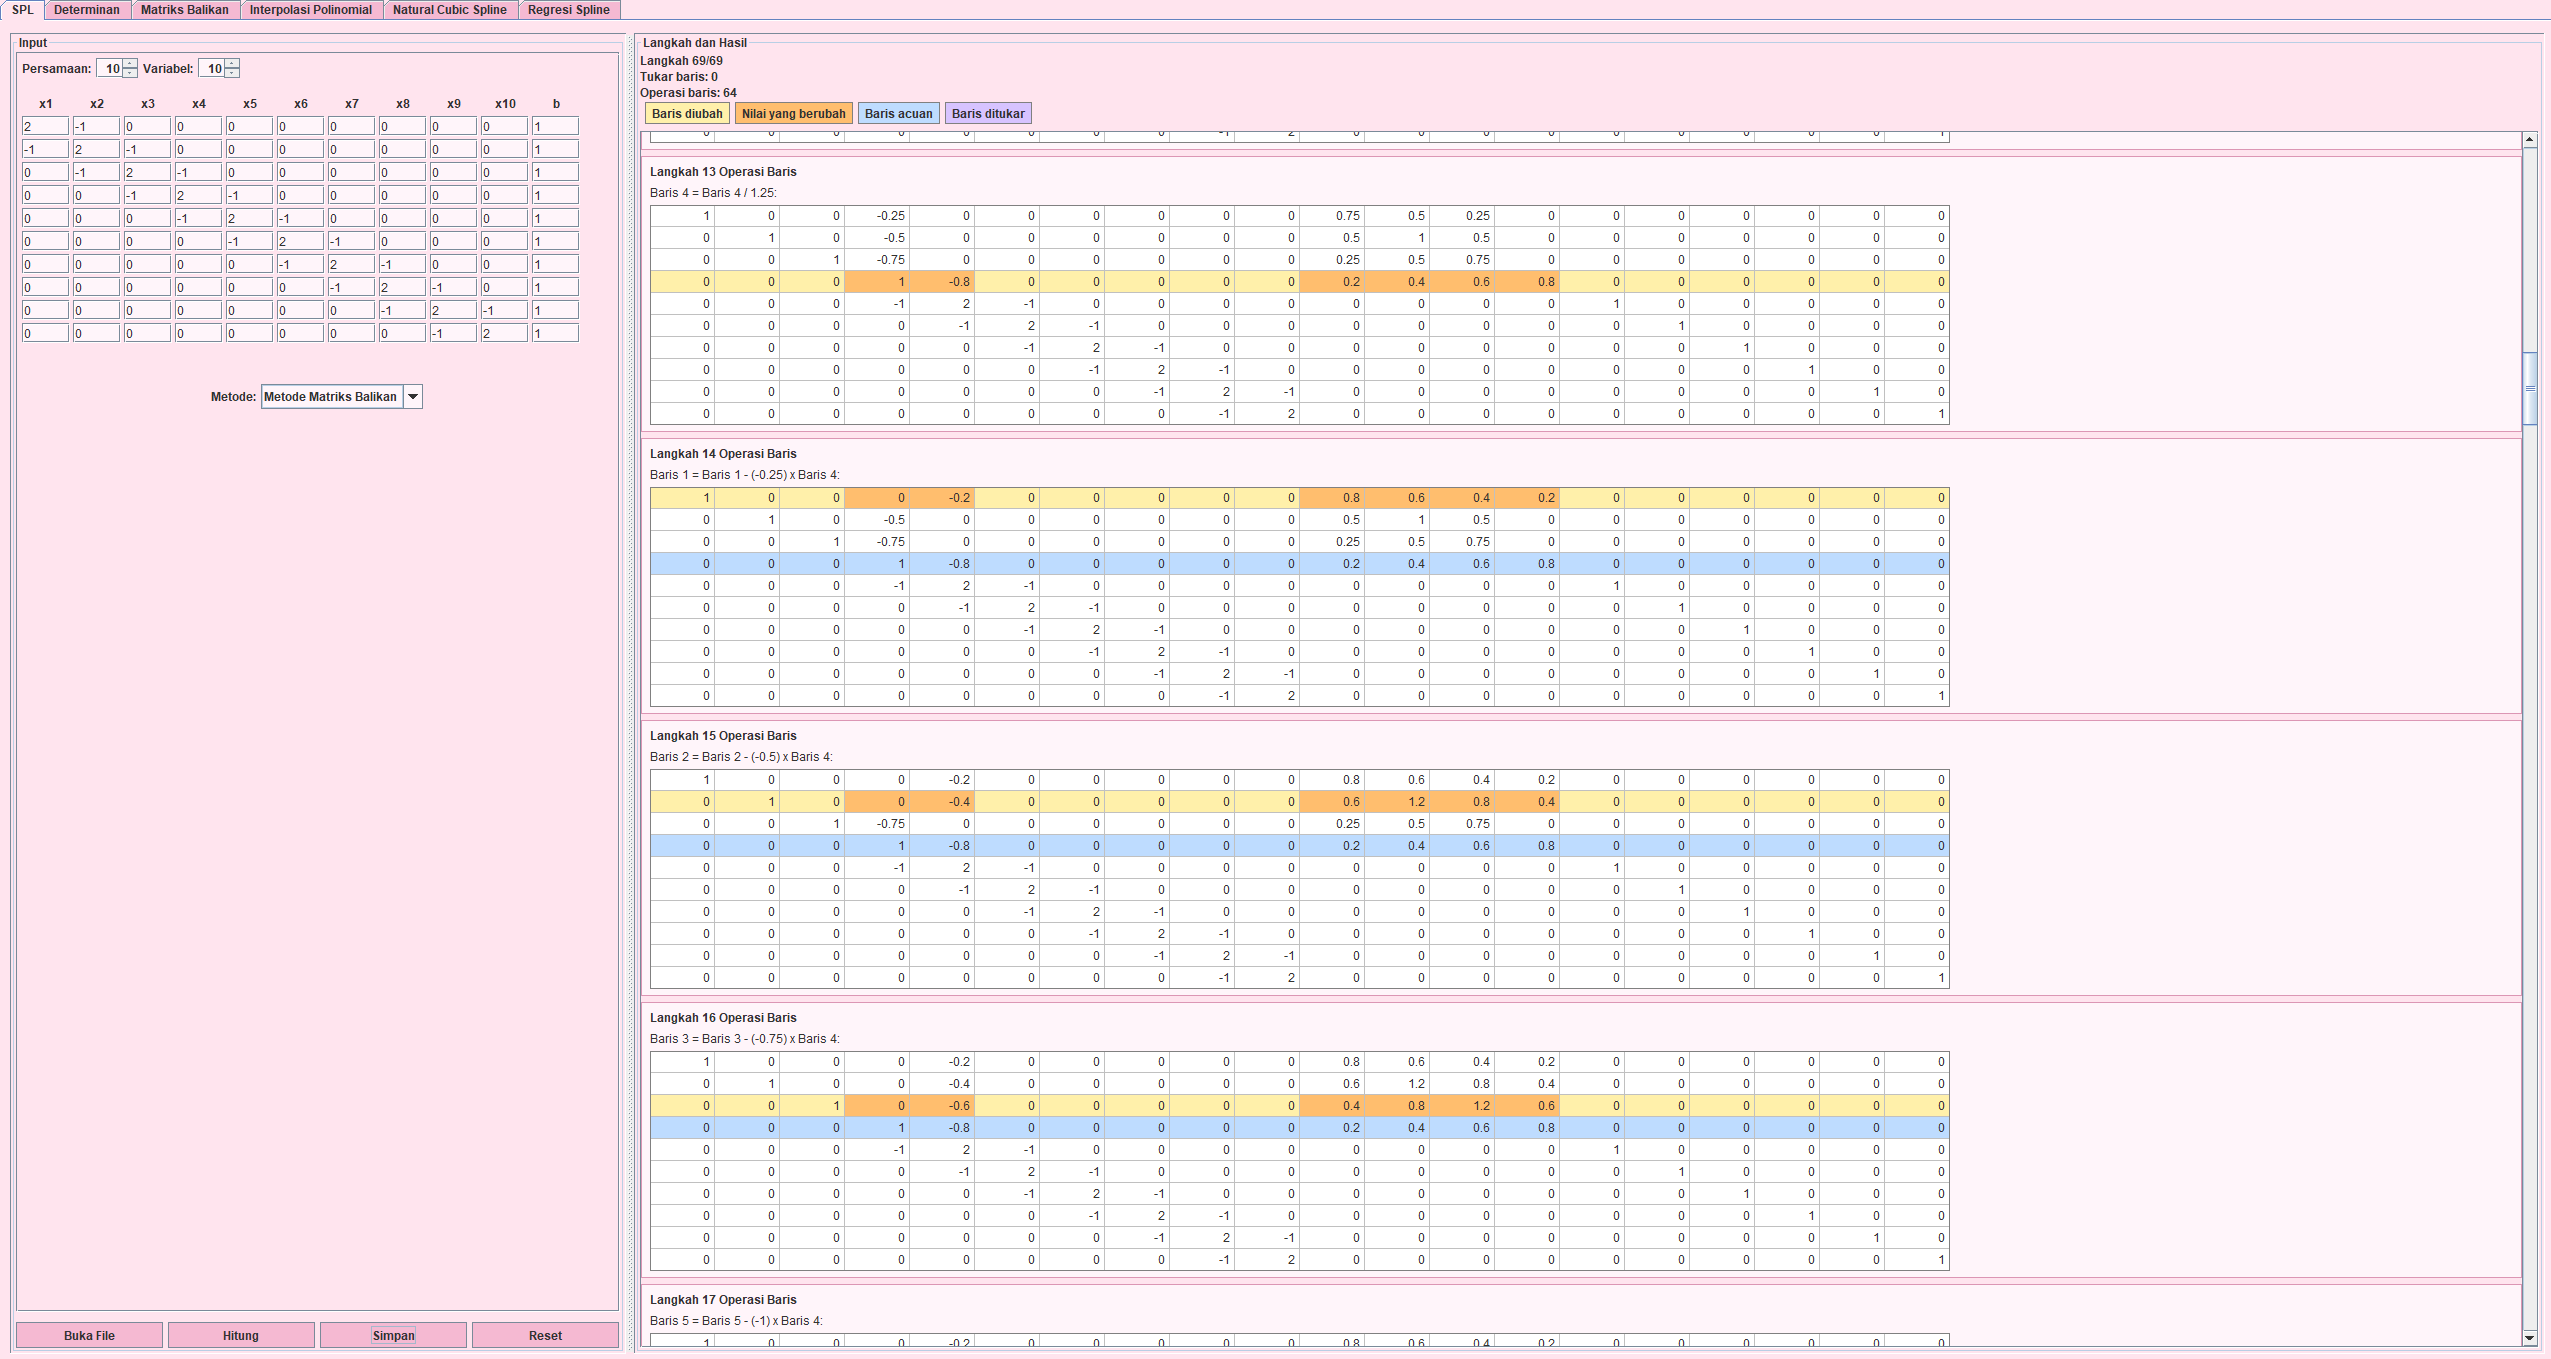 SPL Determinan Matriks Balikan Interpolasi Polinomial Natural Cubic Spline Regresi Spline
Input
Persamaan: 10 Variabel: 10
x1 x2 x3 x4 x5 x6 x7 x8 x9 x10 b
2 -1 0 0 0 0 0 0 0 0 1
-1 2 -1 0 0 0 0 0 0 0 1
0 -1 2 -1 0 0 0 0 0 0 1
0 0 -1 2 -1 0 0 0 0 0 1
0 0 0 -1 2 -1 0 0 0 0 1
0 0 0 0 -1 2 -1 0 0 0 1
0 0 0 0 0 -1 2 -1 0 0 1
0 0 0 0 0 0 -1 2 -1 0 1
0 0 0 0 0 0 0 -1 2 -1 1
0 0 0 0 0 0 0 0 -1 2 1
Metode: Metode Matriks Balikan
Buka File Hitung Simpan Reset
Langkah dan Hasil
Langkah 69/69
Tukar baris: 0
Operasi baris: 64
Baris diubah Nilai yang berubah Baris acuan Baris ditukar
0 0 0 0 0 0 0 0 -1 2 0 0 0 0 0 0 0 0 0 1
Langkah 13 Operasi Baris
Baris 4 = Baris 4 / 1.25:
1 0 0 -0.25 0 0 0 0 0 0 0.75 0.5 0.25 0 0 0 0 0 0 0
0 1 0 -0.5 0 0 0 0 0 0 0.5 1 0.5 0 0 0 0 0 0 0
0 0 1 -0.75 0 0 0 0 0 0 0.25 0.5 0.75 0 0 0 0 0 0 0
0 0 0 1 -0.8 0 0 0 0 0 0.2 0.4 0.6 0.8 0 0 0 0 0 0
0 0 0 -1 2 -1 0 0 0 0 0 0 0 0 1 0 0 0 0 0
0 0 0 0 -1 2 -1 0 0 0 0 0 0 0 0 1 0 0 0 0
0 0 0 0 0 -1 2 -1 0 0 0 0 0 0 0 0 1 0 0 0
0 0 0 0 0 0 -1 2 -1 0 0 0 0 0 0 0 0 1 0 0
0 0 0 0 0 0 0 -1 2 -1 0 0 0 0 0 0 0 0 1 0
0 0 0 0 0 0 0 0 -1 2 0 0 0 0 0 0 0 0 0 1
Langkah 14 Operasi Baris
Baris 1 = Baris 1 - (-0.25) x Baris 4:
1 0 0 0 -0.2 0 0 0 0 0 0.8 0.6 0.4 0.2 0 0 0 0 0 0
0 1 0 -0.5 0 0 0 0 0 0 0.5 1 0.5 0 0 0 0 0 0 0
0 0 1 -0.75 0 0 0 0 0 0 0.25 0.5 0.75 0 0 0 0 0 0 0
0 0 0 1 -0.8 0 0 0 0 0 0.2 0.4 0.6 0.8 0 0 0 0 0 0
0 0 0 -1 2 -1 0 0 0 0 0 0 0 0 1 0 0 0 0 0
0 0 0 0 -1 2 -1 0 0 0 0 0 0 0 0 1 0 0 0 0
0 0 0 0 0 -1 2 -1 0 0 0 0 0 0 0 0 1 0 0 0
0 0 0 0 0 0 -1 2 -1 0 0 0 0 0 0 0 0 1 0 0
0 0 0 0 0 0 0 -1 2 -1 0 0 0 0 0 0 0 0 1 0
0 0 0 0 0 0 0 0 -1 2 0 0 0 0 0 0 0 0 0 1
Langkah 15 Operasi Baris
Baris 2 = Baris 2 - (-0.5) x Baris 4:
1 0 0 0 -0.2 0 0 0 0 0 0.8 0.6 0.4 0.2 0 0 0 0 0 0
0 1 0 0 -0.4 0 0 0 0 0 0.6 1.2 0.8 0.4 0 0 0 0 0 0
0 0 1 -0.75 0 0 0 0 0 0 0.25 0.5 0.75 0 0 0 0 0 0 0
0 0 0 1 -0.8 0 0 0 0 0 0.2 0.4 0.6 0.8 0 0 0 0 0 0
0 0 0 -1 2 -1 0 0 0 0 0 0 0 0 1 0 0 0 0 0
0 0 0 0 -1 2 -1 0 0 0 0 0 0 0 0 1 0 0 0 0
0 0 0 0 0 -1 2 -1 0 0 0 0 0 0 0 0 1 0 0 0
0 0 0 0 0 0 -1 2 -1 0 0 0 0 0 0 0 0 1 0 0
0 0 0 0 0 0 0 -1 2 -1 0 0 0 0 0 0 0 0 1 0
0 0 0 0 0 0 0 0 -1 2 0 0 0 0 0 0 0 0 0 1
Langkah 16 Operasi Baris
Baris 3 = Baris 3 - (-0.75) x Baris 4:
1 0 0 0 -0.2 0 0 0 0 0 0.8 0.6 0.4 0.2 0 0 0 0 0 0
0 1 0 0 -0.4 0 0 0 0 0 0.6 1.2 0.8 0.4 0 0 0 0 0 0
0 0 1 0 -0.6 0 0 0 0 0 0.4 0.8 1.2 0.6 0 0 0 0 0 0
0 0 0 1 -0.8 0 0 0 0 0 0.2 0.4 0.6 0.8 0 0 0 0 0 0
0 0 0 -1 2 -1 0 0 0 0 0 0 0 0 1 0 0 0 0 0
0 0 0 0 -1 2 -1 0 0 0 0 0 0 0 0 1 0 0 0 0
0 0 0 0 0 -1 2 -1 0 0 0 0 0 0 0 0 1 0 0 0
0 0 0 0 0 0 -1 2 -1 0 0 0 0 0 0 0 0 1 0 0
0 0 0 0 0 0 0 -1 2 -1 0 0 0 0 0 0 0 0 1 0
0 0 0 0 0 0 0 0 -1 2 0 0 0 0 0 0 0 0 0 1
Langkah 17 Operasi Baris
Baris 5 = Baris 5 - (-1) x Baris 4:
1 0 0 0 -0.2 0 0 0 0 0 0.8 0.6 0.4 0.2 0 0 0 0 0 0